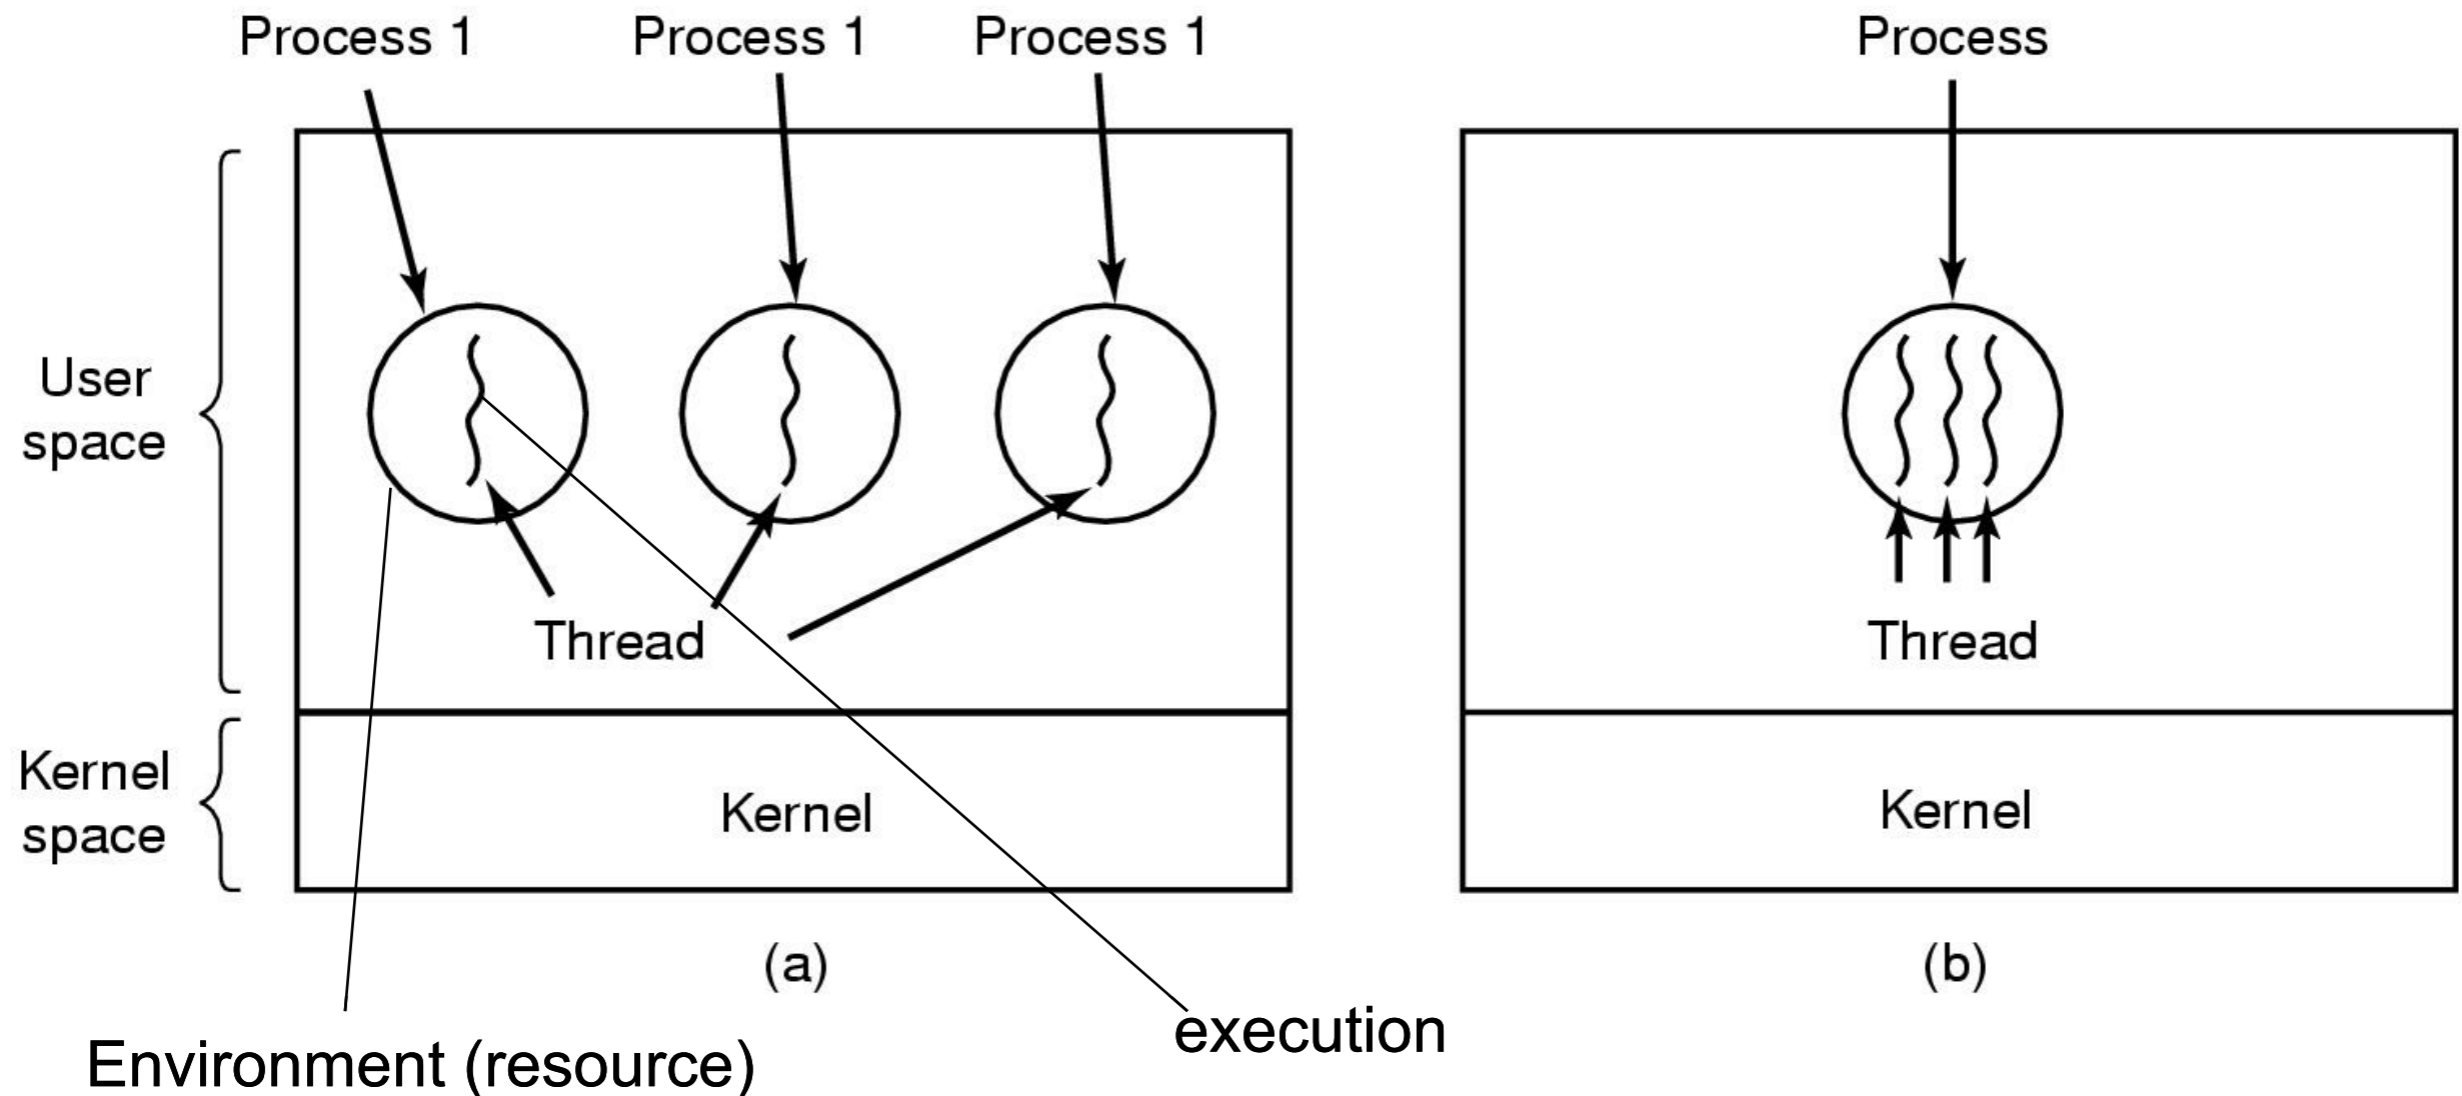 Process 1
Process 1
Process 1
Process
User
space
Thread
Thread
Kernel
space
Kernel
Kernel
(a)
(b)
execution
Environment (resource)